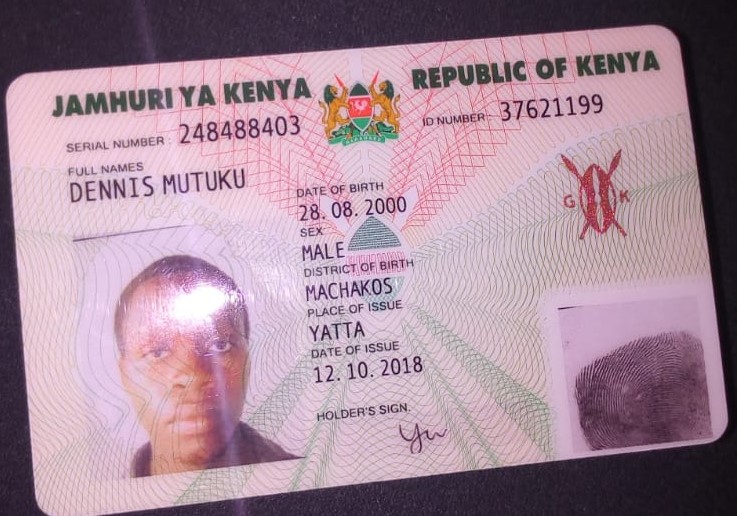 JAMHURI YA KENYA
REPUBLIC OF KENYA
SERIAL NUMBER: 248488403
ID NUMBER: 37621199
FULL NAMES
DENNIS MUTUKU
DATE OF BIRTH
28. 08. 2000
SEX
MALE
DISTRICT OF BIRTH
MACHAKOS
PLACE OF ISSUE
YATTA
DATE OF ISSUE
12. 10. 2018
HOLDER'S SIGN.
G K